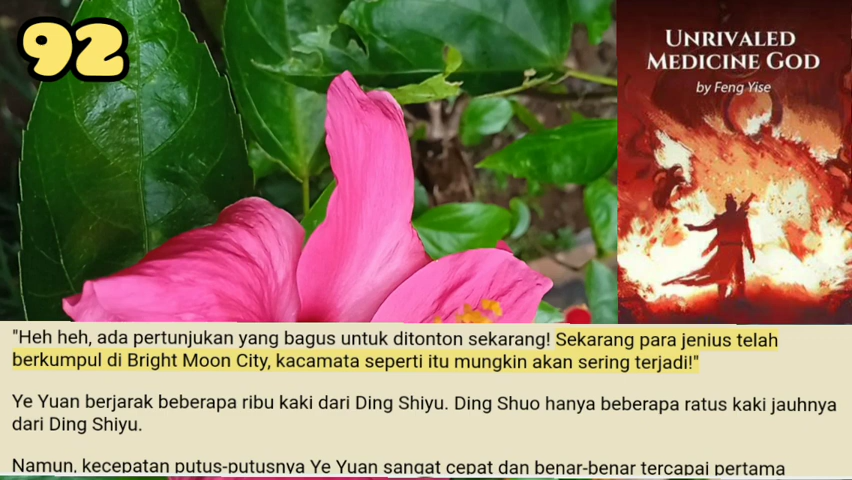 92
UNRIVALED
MEDICINE GOD
by Feng Yise
"Heh heh, ada pertunjukan yang bagus untuk ditonton sekarang! Sekarang para jenius telah
berkumpul di Bright Moon City, kacamata seperti itu mungkin akan sering terjadi!"
Ye Yuan berjarak beberapa ribu kaki dari Ding Shiyu. Ding Shuo hanya beberapa ratus kaki jauhnya
dari Ding Shiyu.
Namun, kecepatan putus-putusnya Ye Yuan sangat cepat dan benar-benar tercapai pertama